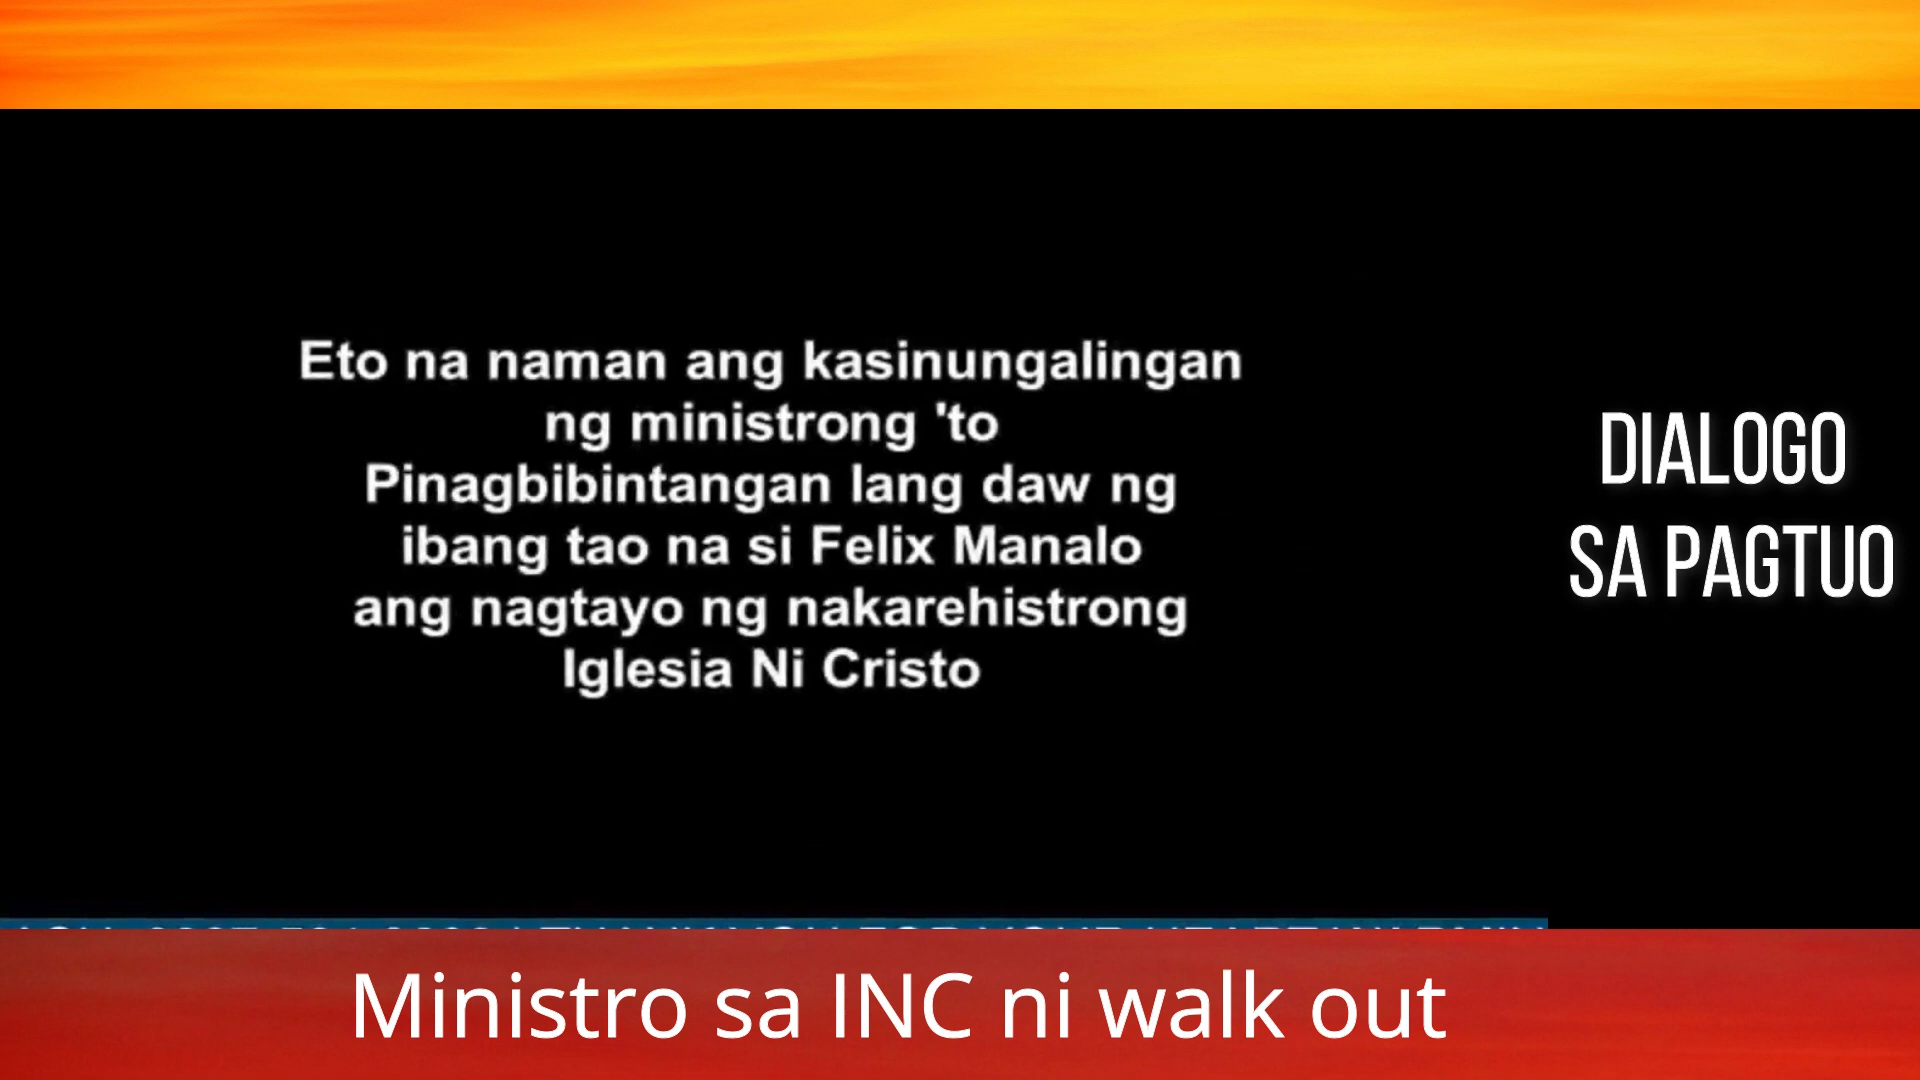 Eto na naman ang kasinungalingan
ng ministrong 'to
Pinagbibintangan lang daw ng
ibang tao na si Felix Manalo
ang nagtayo ng nakarehistrong
Iglesia Ni Cristo
DIALOGO
SA PAGTUO
Ministro sa INC ni walk out